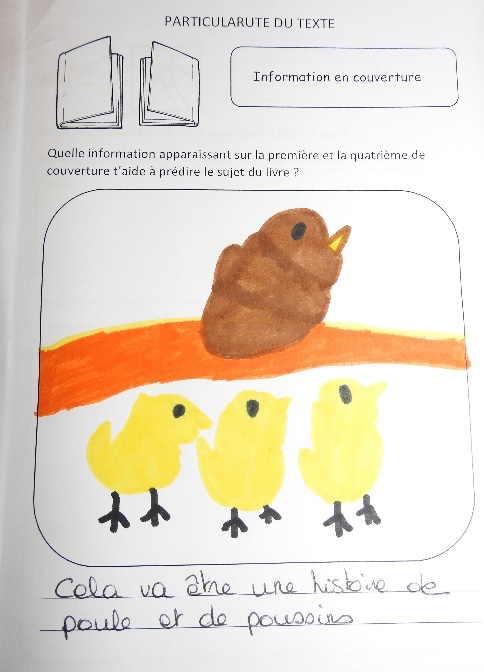 PARTICULARUTE DU TEXTE
Information en couverture
Quelle information apparaissant sur la première et la quatrième de
couverture t'aide à prédire le sujet du livre ?
Cela va être une histoire de
poule et de poussins